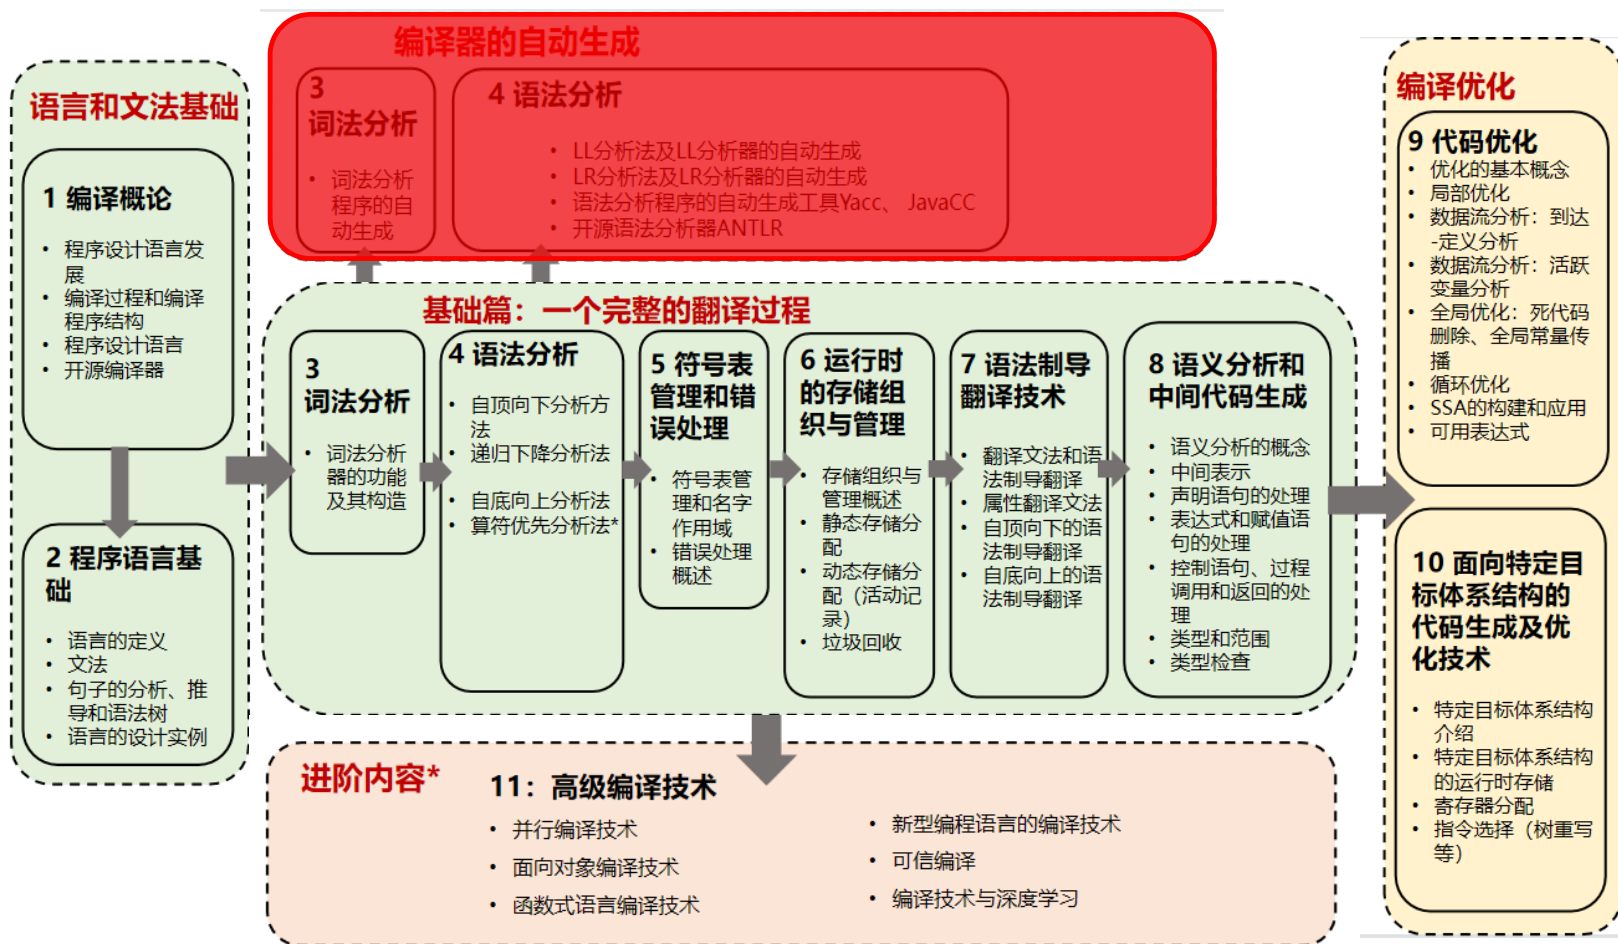 编译器的自动生成
3
词法分析
• 词法分析
程序的自
动生成
4 语法分析
• LL分析法及LL分析器的自动生成
• LR分析法及LR分析器的自动生成
• 语法分析程序的自动生成工具Yacc、 JavaCC
• 开源语法分析器ANTLR
语言和文法基础
1 编译概论
• 程序设计语言发
展
• 编译过程和编译
程序结构
• 程序设计语言
• 开源编译器
2 程序语言基
础
• 语言的定义
• 文法
• 句子的分析、推
导和语法树
• 语言的设计实例
基础篇：一个完整的翻译过程
3
词法分析
• 词法分析
器的功能
及其构造
4 语法分析
• 自顶向下分析方
法
• 递归下降分析法
• 自底向上分析法
• 算符优先分析法*
5 符号表
管理和错
误处理
• 符号表管
理和名字
作用域
• 错误处理
概述
6 运行时
的存储组
织与管理
• 存储组织与
管理概述
• 静态存储分
配
• 动态存储分
配（活动记
录）
• 垃圾回收
7 语法制导
翻译技术
• 翻译文法和语
法制导翻译
• 属性翻译文法
• 自顶向下的语
法制导翻译
• 自底向上的语
法制导翻译
8 语义分析和
中间代码生成
• 语义分析的概念
• 中间表示
• 声明语句的处理
• 表达式和赋值语
句的处理
• 控制语句、过程
调用和返回的处
理
• 类型和范围
• 类型检查
编译优化
9 代码优化
• 优化的基本概念
• 局部优化
• 数据流分析：到达
-定义分析
• 数据流分析：活跃
变量分析
• 全局优化：死代码
删除、全局常量传
播
• 循环优化
• SSA的构建和应用
• 可用表达式
10 面向特定目
标体系结构的
代码生成及优
化技术
• 特定目标体系结构
介绍
• 特定目标体系结构
的运行时存储
• 寄存器分配
• 指令选择（树重写
等）
进阶内容*
11：高级编译技术
• 并行编译技术
• 面向对象编译技术
• 函数式语言编译技术
• 新型编程语言的编译技术
• 可信编译
• 编译技术与深度学习